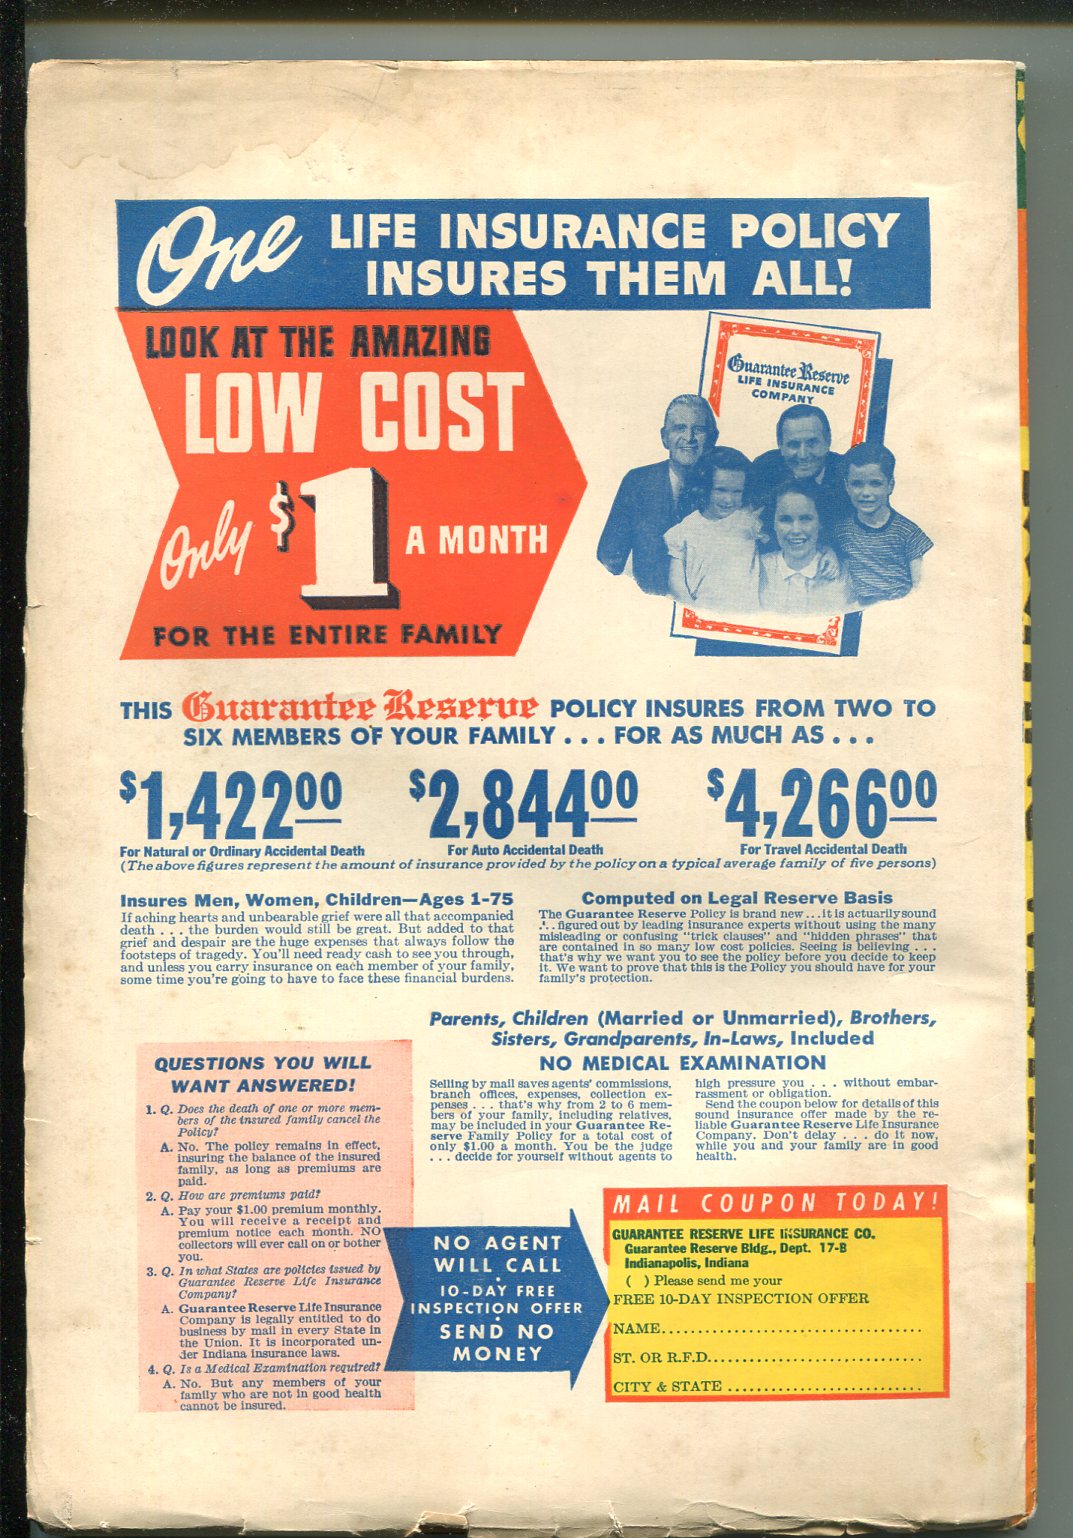 One LIFE INSURANCE POLICY
INSURES THEM ALL!
LOOK AT THE AMAZING
LOW COST
Only $1 A MONTH
FOR THE ENTIRE FAMILY
Guarantee Reserve
LIFE INSURANCE
COMPANY
THIS Guarantee Reserve POLICY INSURES FROM TWO TO
SIX MEMBERS OF YOUR FAMILY . . . FOR AS MUCH AS . . .
$1,422.00
For Natural or Ordinary Accidental Death
$2,844.00
For Auto Accidental Death
$4,266.00
For Travel Accidental Death
(The above figures represent the amount of insurance provided by the policy on a typical average family of five persons)
Insures Men, Women, Children—Ages 1-75
If aching hearts and unbearable grief were all that accompanied
death . . . the burden would still be great. But added to that
grief and despair are the huge expenses that always follow the
footsteps of tragedy. You'll need ready cash to see you through,
and unless you carry insurance on each member of your family,
some time you're going to have to face these financial burdens.
Computed on Legal Reserve Basis
The Guarantee Reserve Policy is brand new . . . it is actuarily sound
. . . figured out by leading insurance experts without using the many
misleading or confusing "trick clauses" and "hidden phrases" that
are contained in so many low cost policies. Seeing is believing . . .
that's why we want you to see the policy before you decide to keep
it. We want to prove that this is the Policy you should have for your
family's protection.
Parents, Children (Married or Unmarried), Brothers,
Sisters, Grandparents, In-Laws, Included
NO MEDICAL EXAMINATION
Selling by mail saves agents' commissions,
branch offices, expenses, collection ex-
penses . . . that's why from 2 to 6 mem-
bers of your family, including relatives,
may be included in your Guarantee Re-
serve Family Policy for a total cost of
only $1.00 a month. You be the judge
. . . decide for yourself without agents to
high pressure you . . . without embar-
rassment or obligation.
Send the coupon below for details of this
sound insurance offer made by the re-
liable Guarantee Reserve Life Insurance
Company. Don't delay . . . do it now,
while you and your family are in good
health.
QUESTIONS YOU WILL
WANT ANSWERED!
1. Q. Does the death of one or more mem-
bers of the insured family cancel the
Policy?
A. No. The policy remains in effect,
insuring the balance of the insured
family, as long as premiums are
paid.
2. Q. How are premiums paid?
A. Pay your $1.00 premium monthly.
You will receive a receipt and
premium notice each month. NO
collectors will ever call on or bother
you.
3. Q. In what States are policies issued by
Guarantee Reserve Life Insurance
Company?
A. Guarantee Reserve Life Insurance
Company is legally entitled to do
business by mail in every State in
the Union. It is incorporated un-
der Indiana insurance laws.
4. Q. Is a Medical Examination required?
A. No. But any members of your
family who are not in good health
cannot be insured.
NO AGENT
WILL CALL
•
10-DAY FREE
INSPECTION OFFER
•
SEND NO
MONEY
MAIL COUPON TODAY!
GUARANTEE RESERVE LIFE INSURANCE CO.
Guarantee Reserve Bldg., Dept. 17-B
Indianapolis, Indiana
( ) Please send me your
FREE 10-DAY INSPECTION OFFER
NAME....................................
ST. OR R.F.D..............................
CITY & STATE ...........................